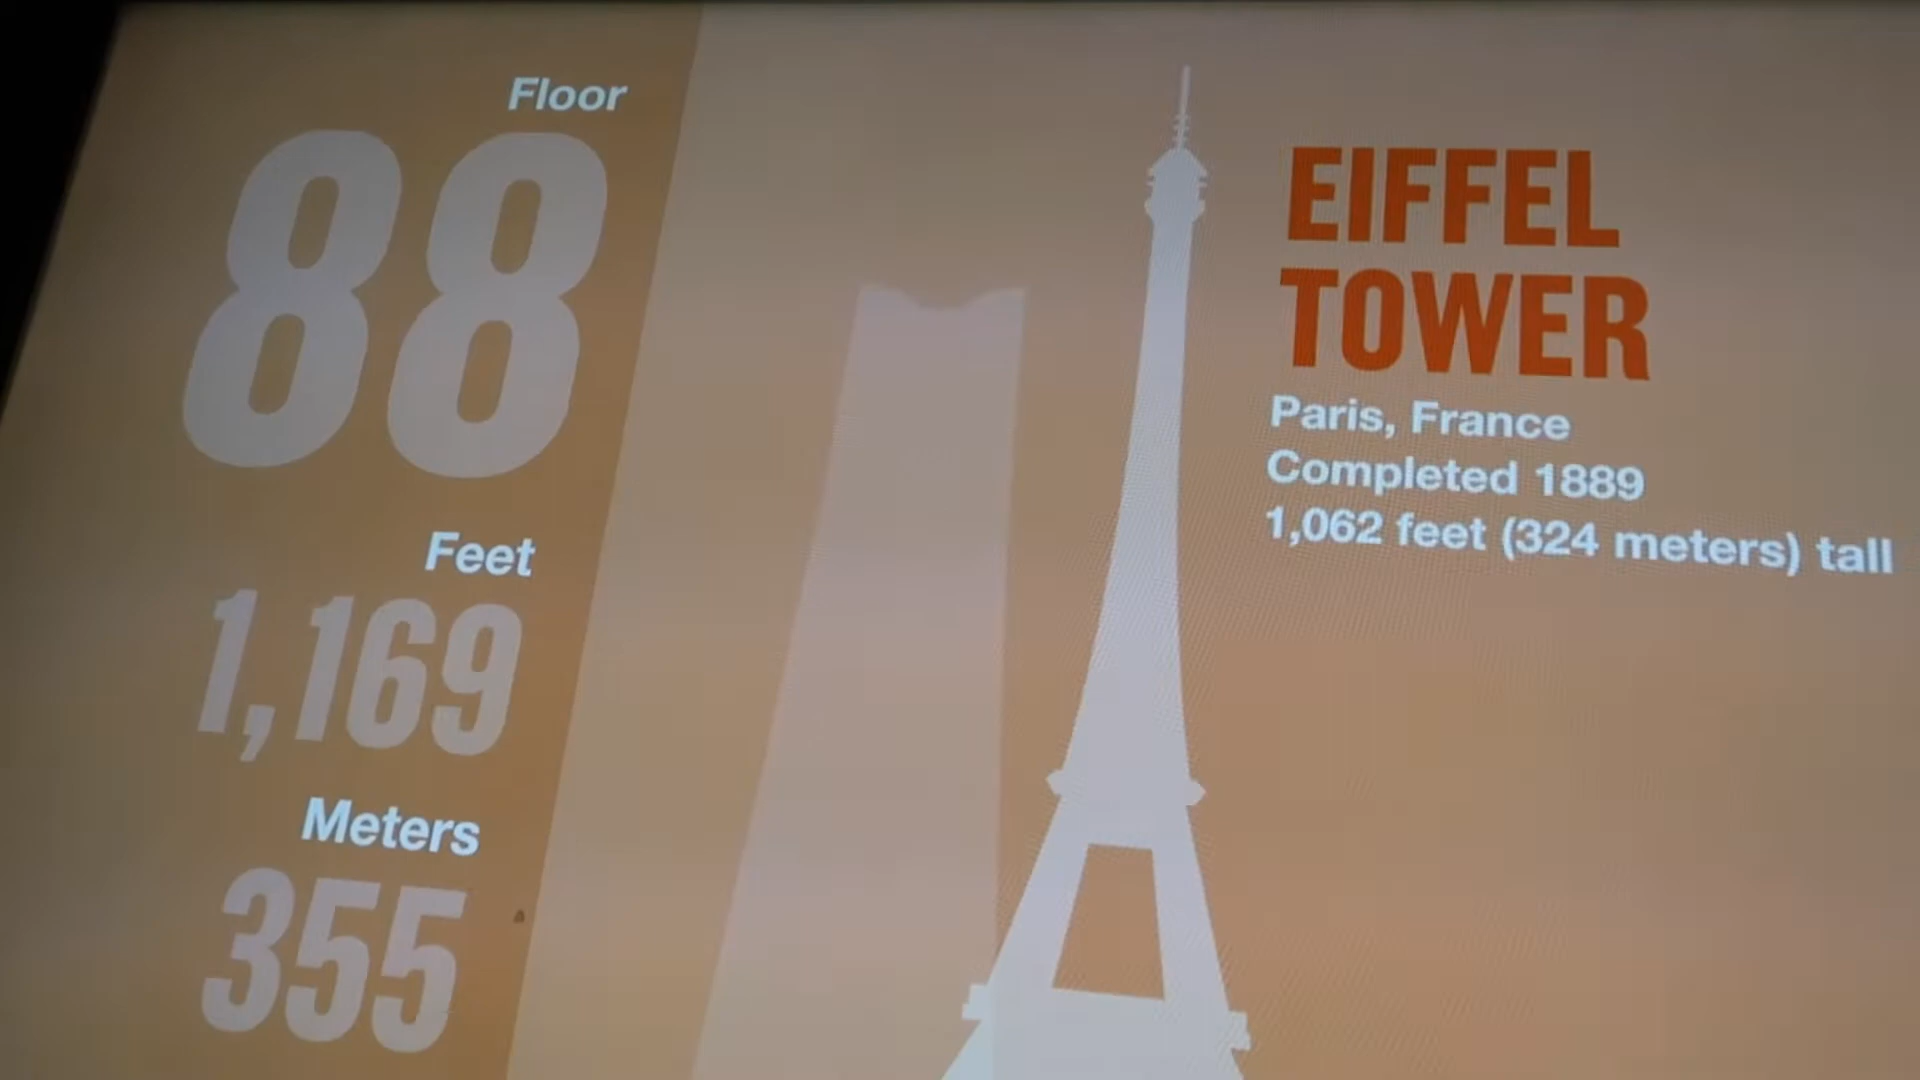 Floor
88
Feet
1,169
Meters
355
EIFFEL
TOWER
Paris, France
Completed 1889
1,062 feet (324 meters) tall